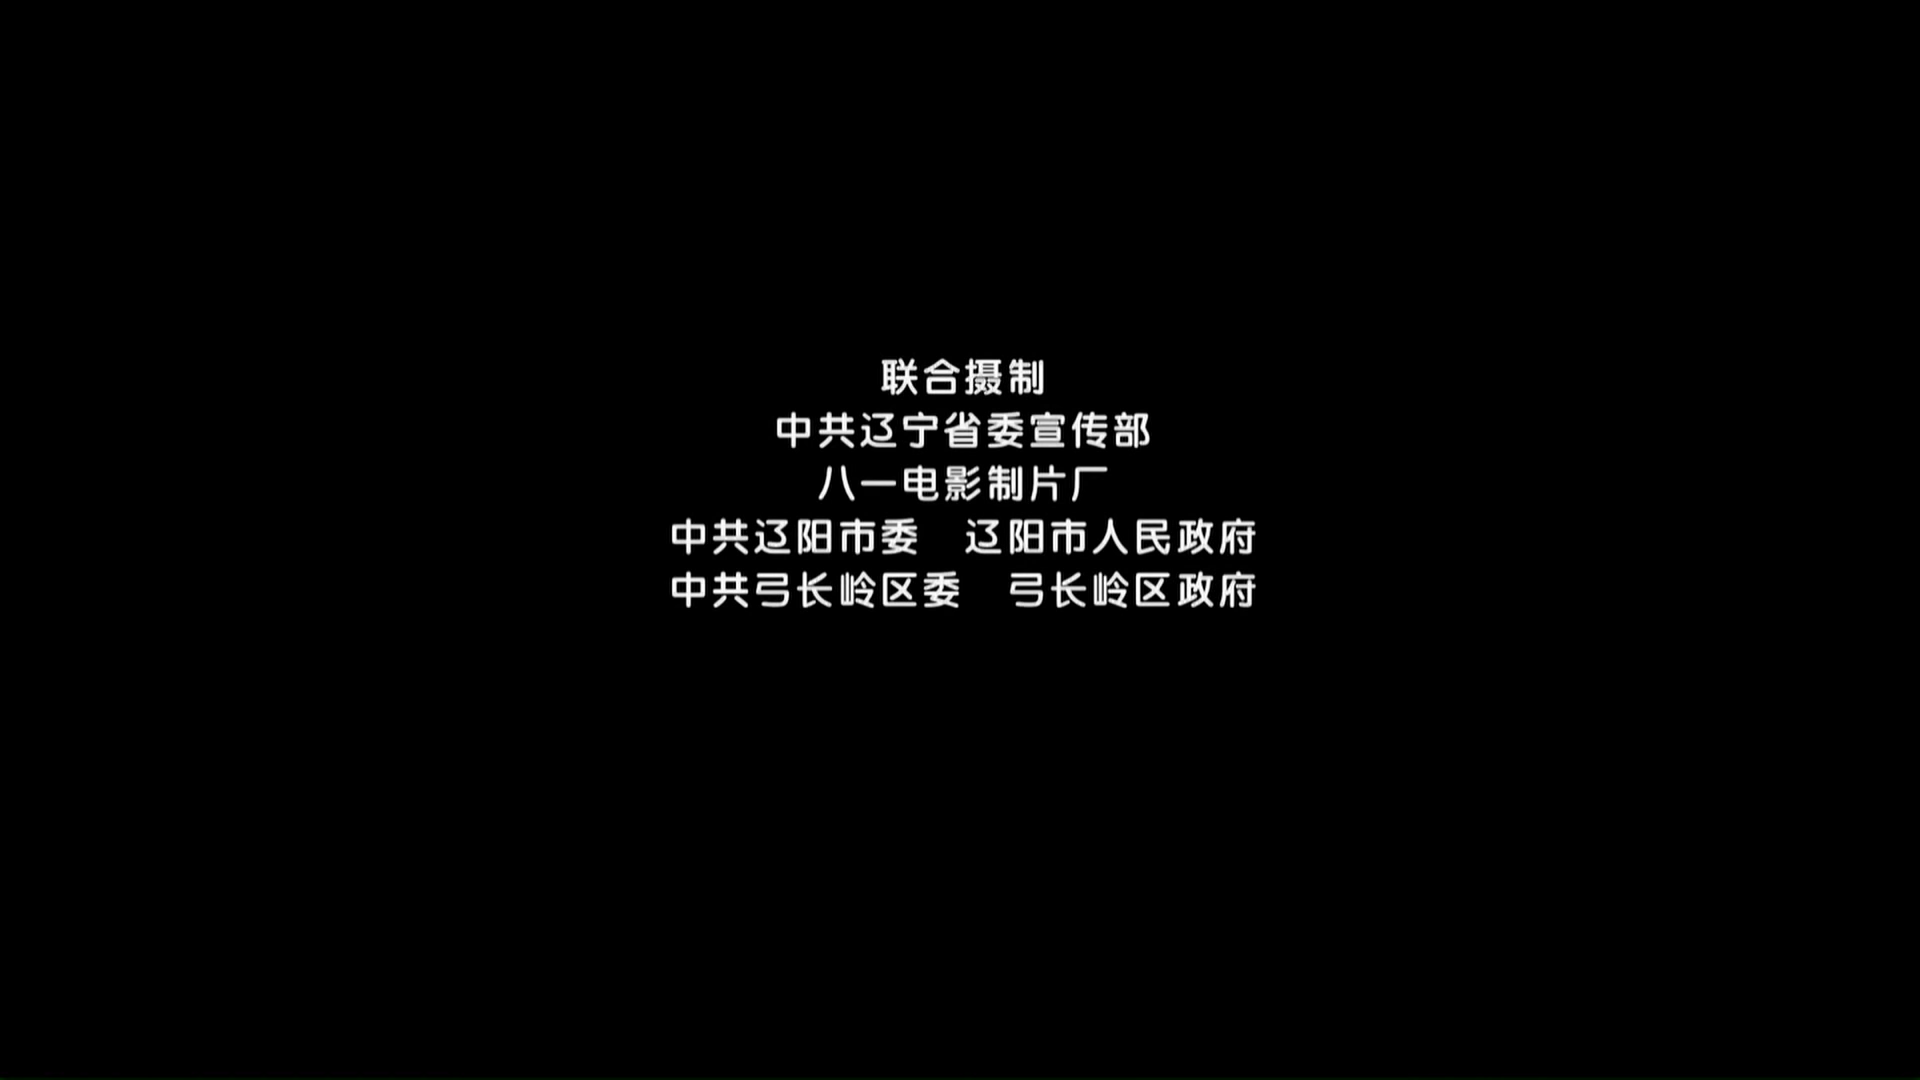 联合摄制
中共辽宁省委宣传部
八一电影制片厂
中共辽阳市委　辽阳市人民政府
中共弓长岭区委　弓长岭区政府